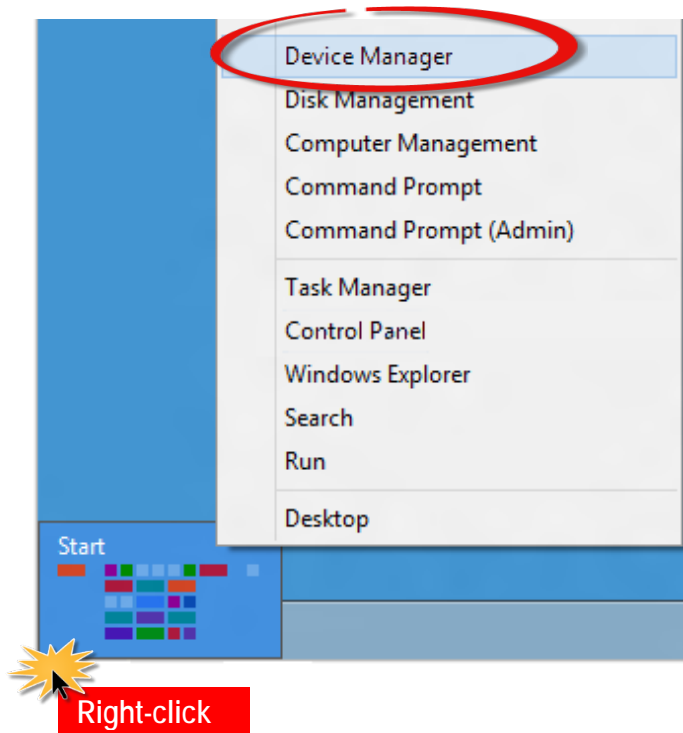 Device Manager
Disk Management
Computer Management
Command Prompt
Command Prompt (Admin)
Task Manager
Control Panel
Windows Explorer
Search
Run
Desktop
Start
Right-click